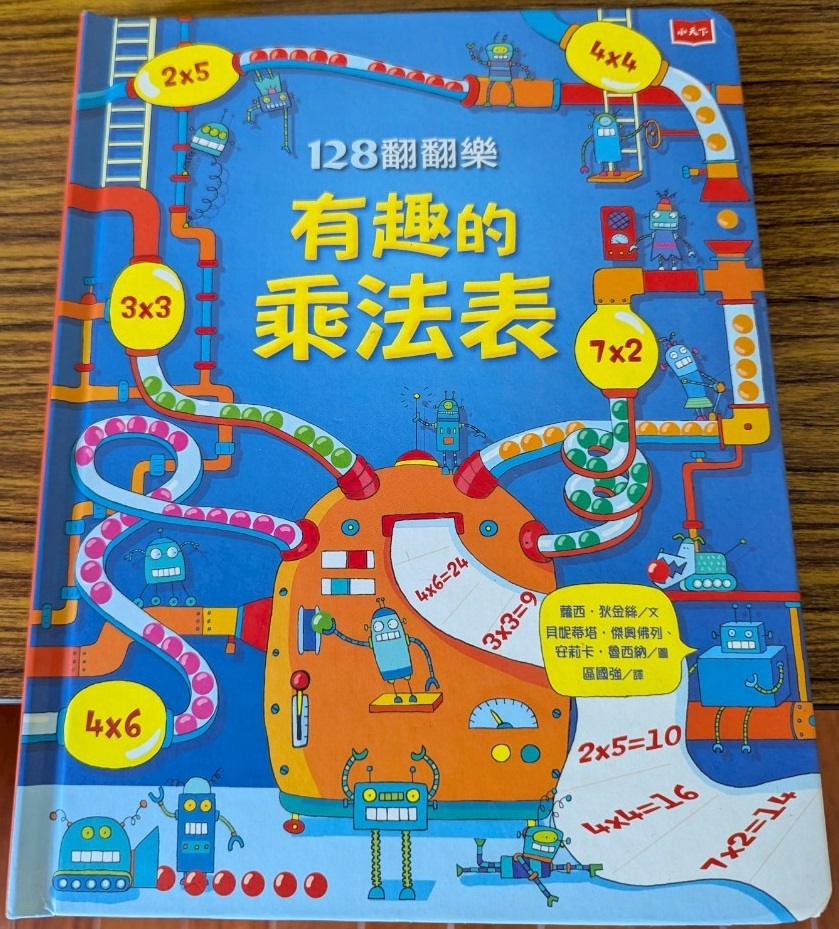 小天下
2x5
4x4
128翻翻樂
有趣的
乘法表
3x3
7x2
4x6=24
3x3=9
蘿西·狄金絲/文
貝妮蒂塔·傑奧佛列、
安莉卡·魯西納/圖
區國強/譯
4x6
2x5=10
4x4=16
7x2=14